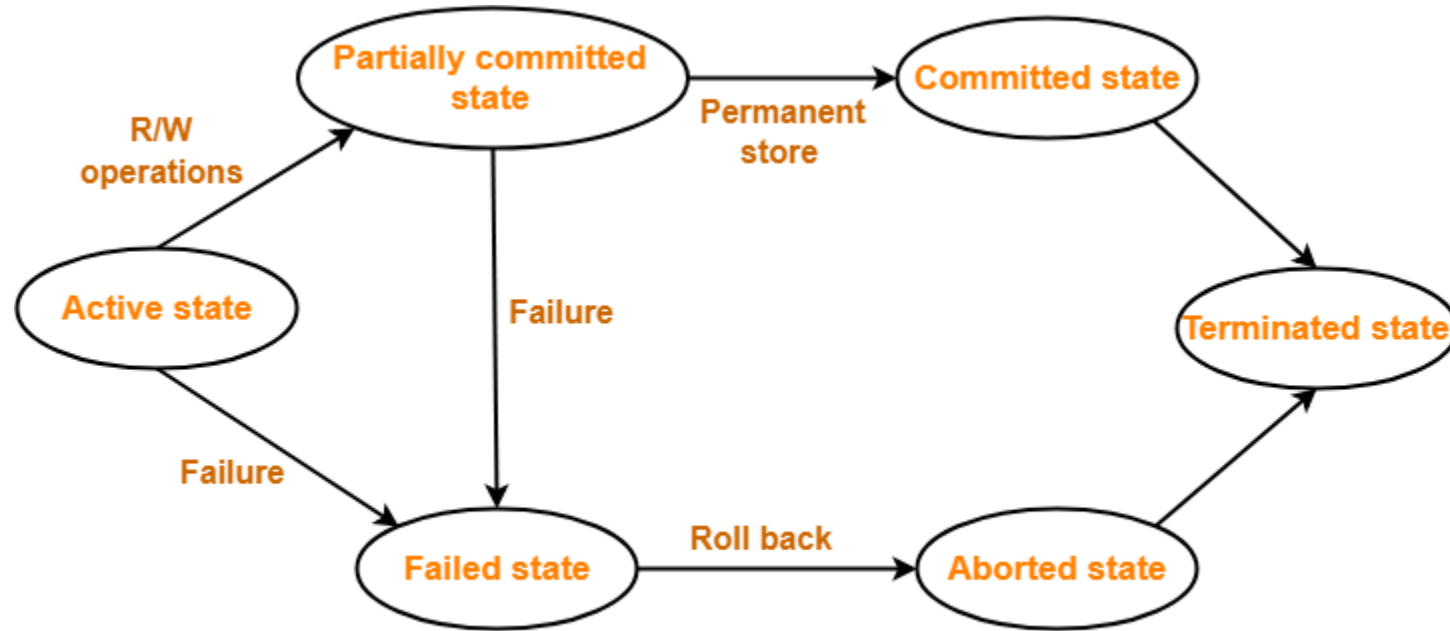 Partially committed
state
Committed state
Permanent
store
R/W
operations
Active state
Failure
Terminated state
Failure
Roll back
Failed state
Aborted state